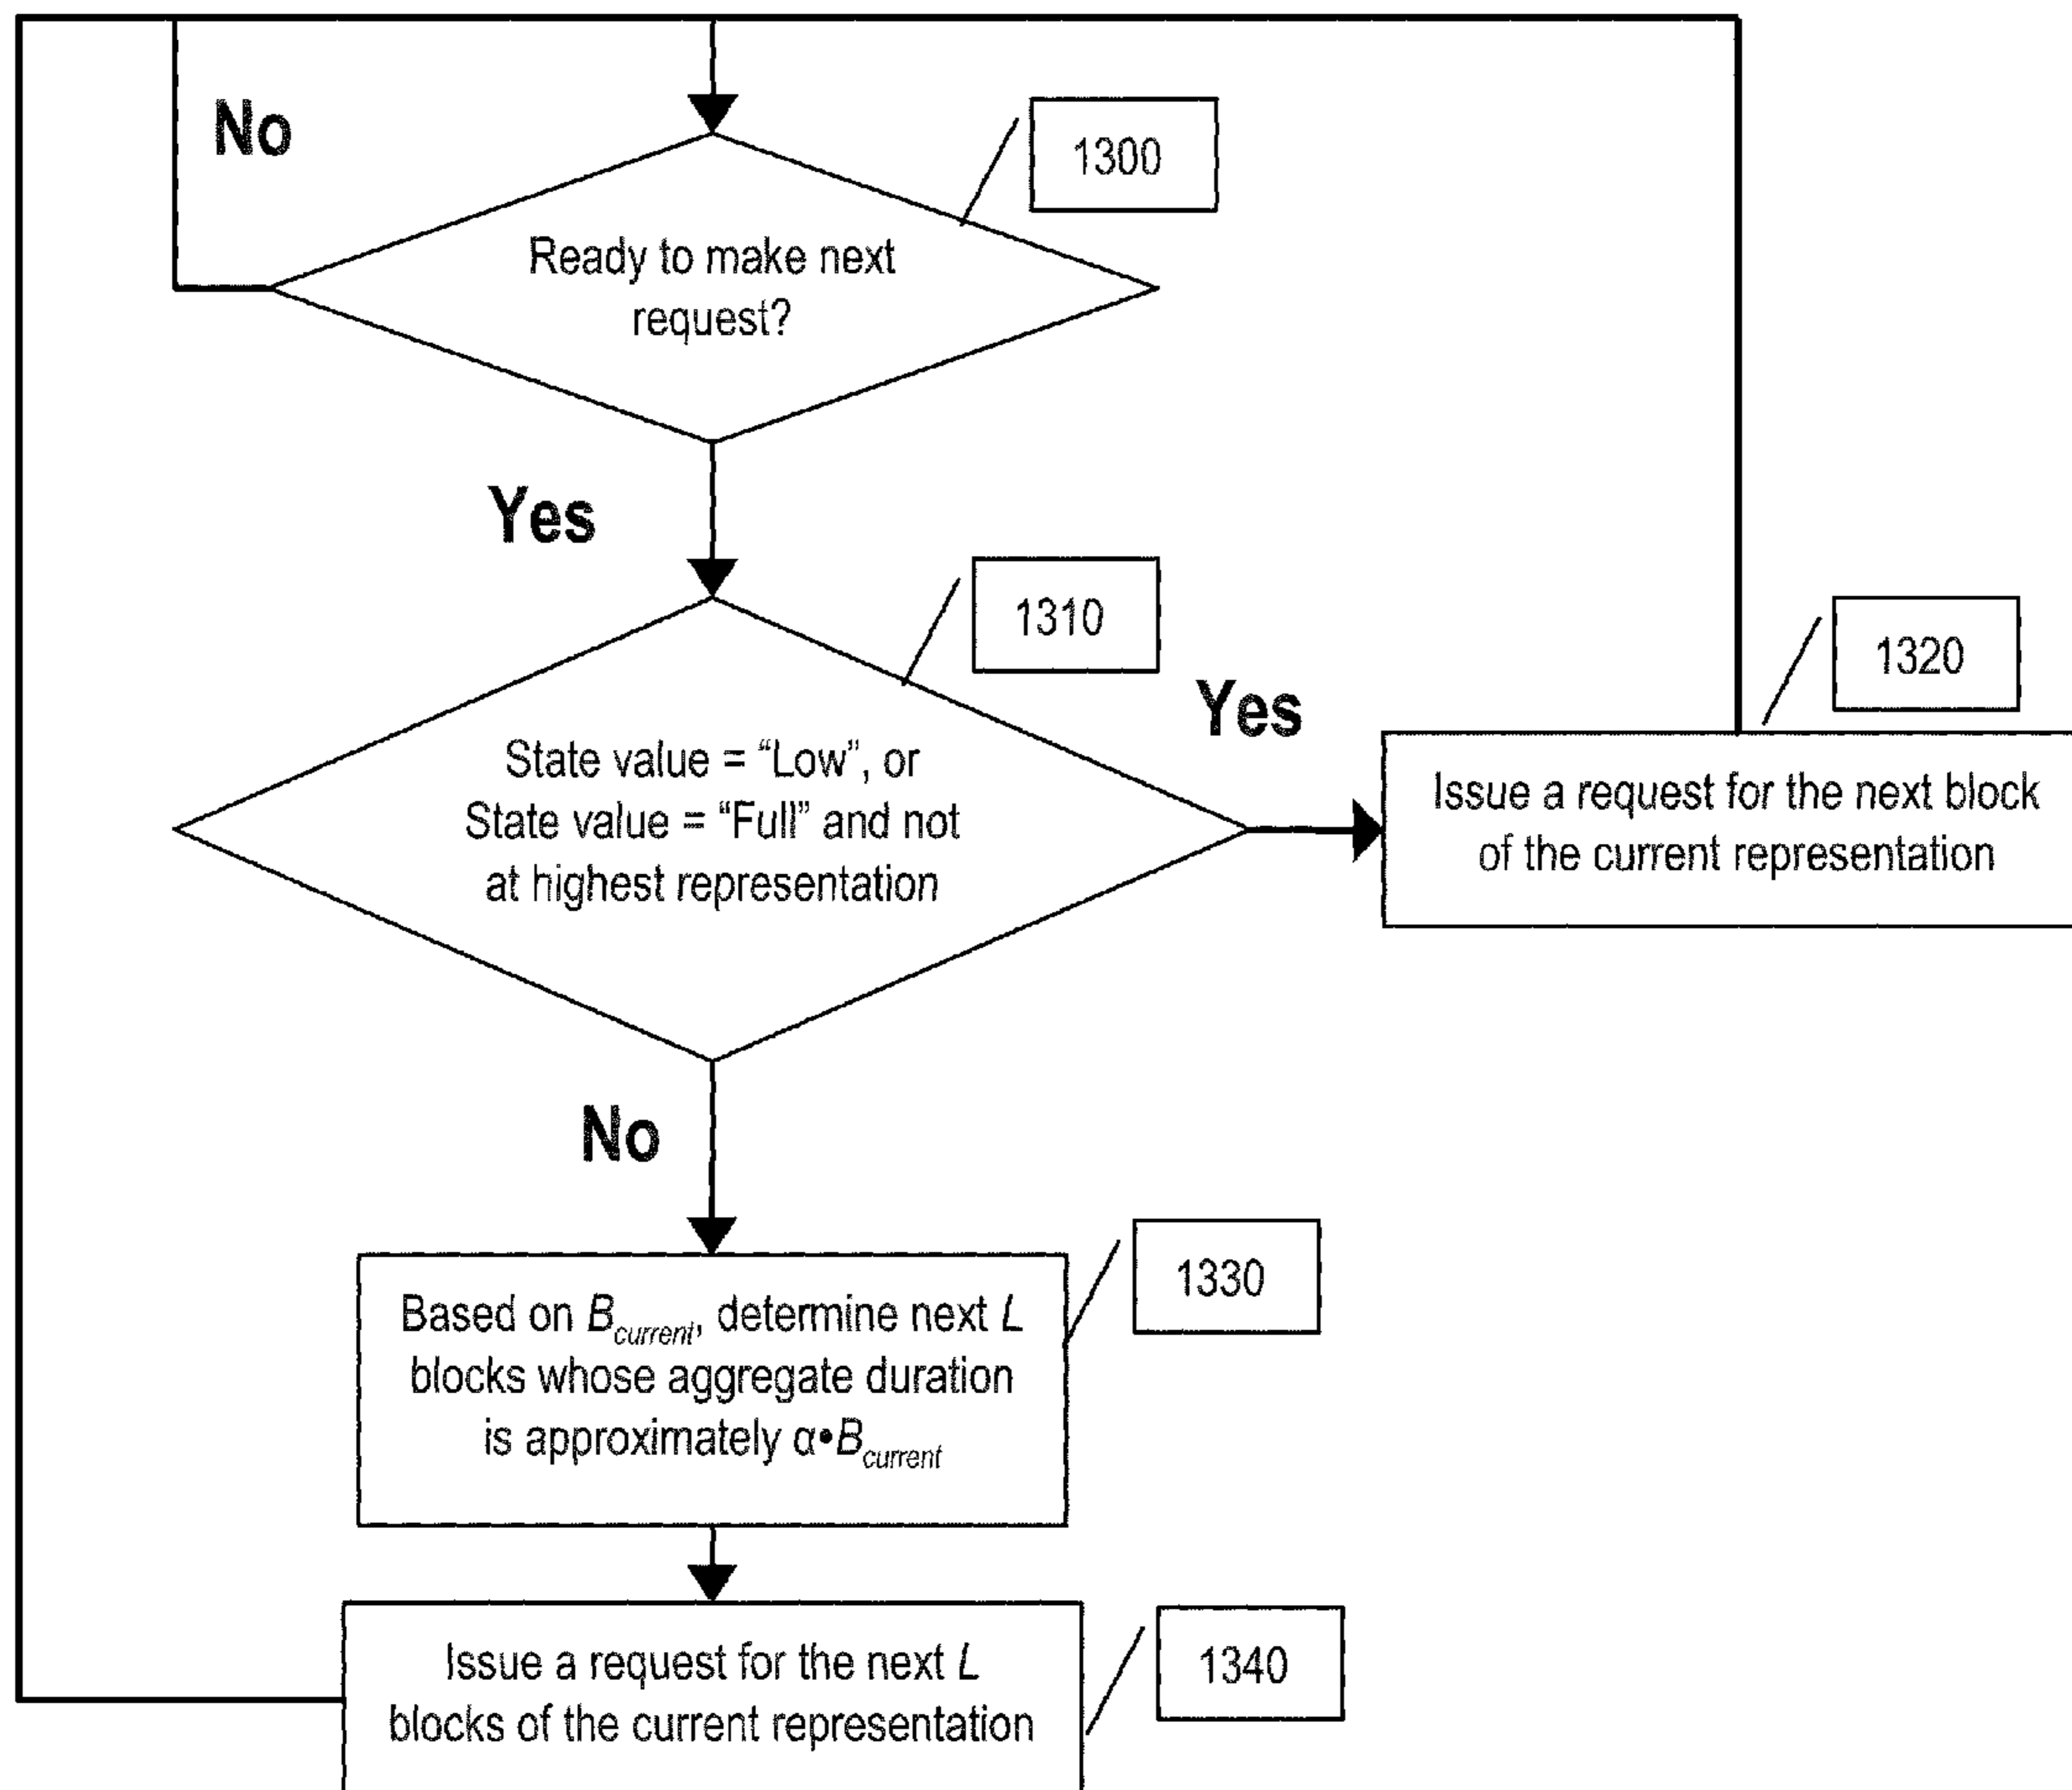 No
1300
Ready to make next
request?
Yes
1310
State value = “Low”, or
State value = “Full” and not
at highest representation
Yes
1320
Issue a request for the next block
of the current representation
No
1330
Based on B_current, determine next L
blocks whose aggregate duration
is approximately α•B_current
Issue a request for the next L
blocks of the current representation
1340